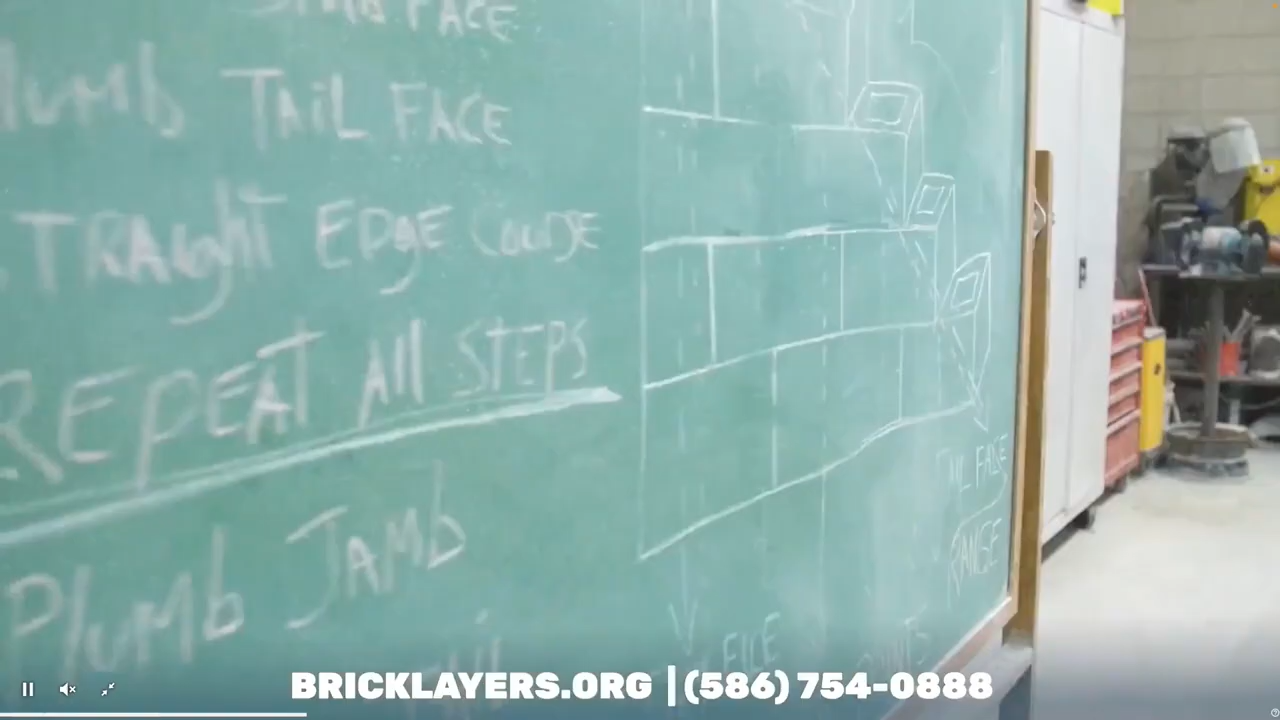 FACE
Plumb TAIL FACE
TRAIghT EDgE COURSE
REPEAT All STEPS
Plumb JAMb
TAIL FACE
RANGE
BRICKLAYERS.ORG | (586) 754-0888